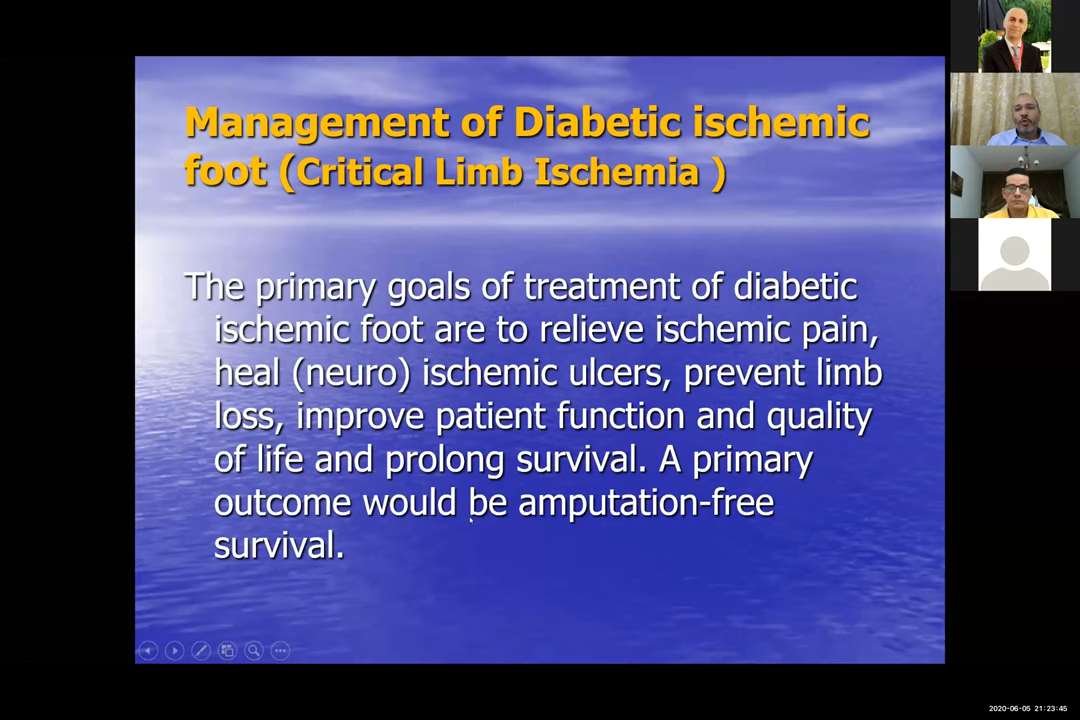 Management of Diabetic ischemic
foot (Critical Limb Ischemia )
The primary goals of treatment of diabetic
ischemic foot are to relieve ischemic pain,
heal (neuro) ischemic ulcers, prevent limb
loss, improve patient function and quality
of life and prolong survival. A primary
outcome would be amputation-free
survival.
2020-06-05 21:23:45